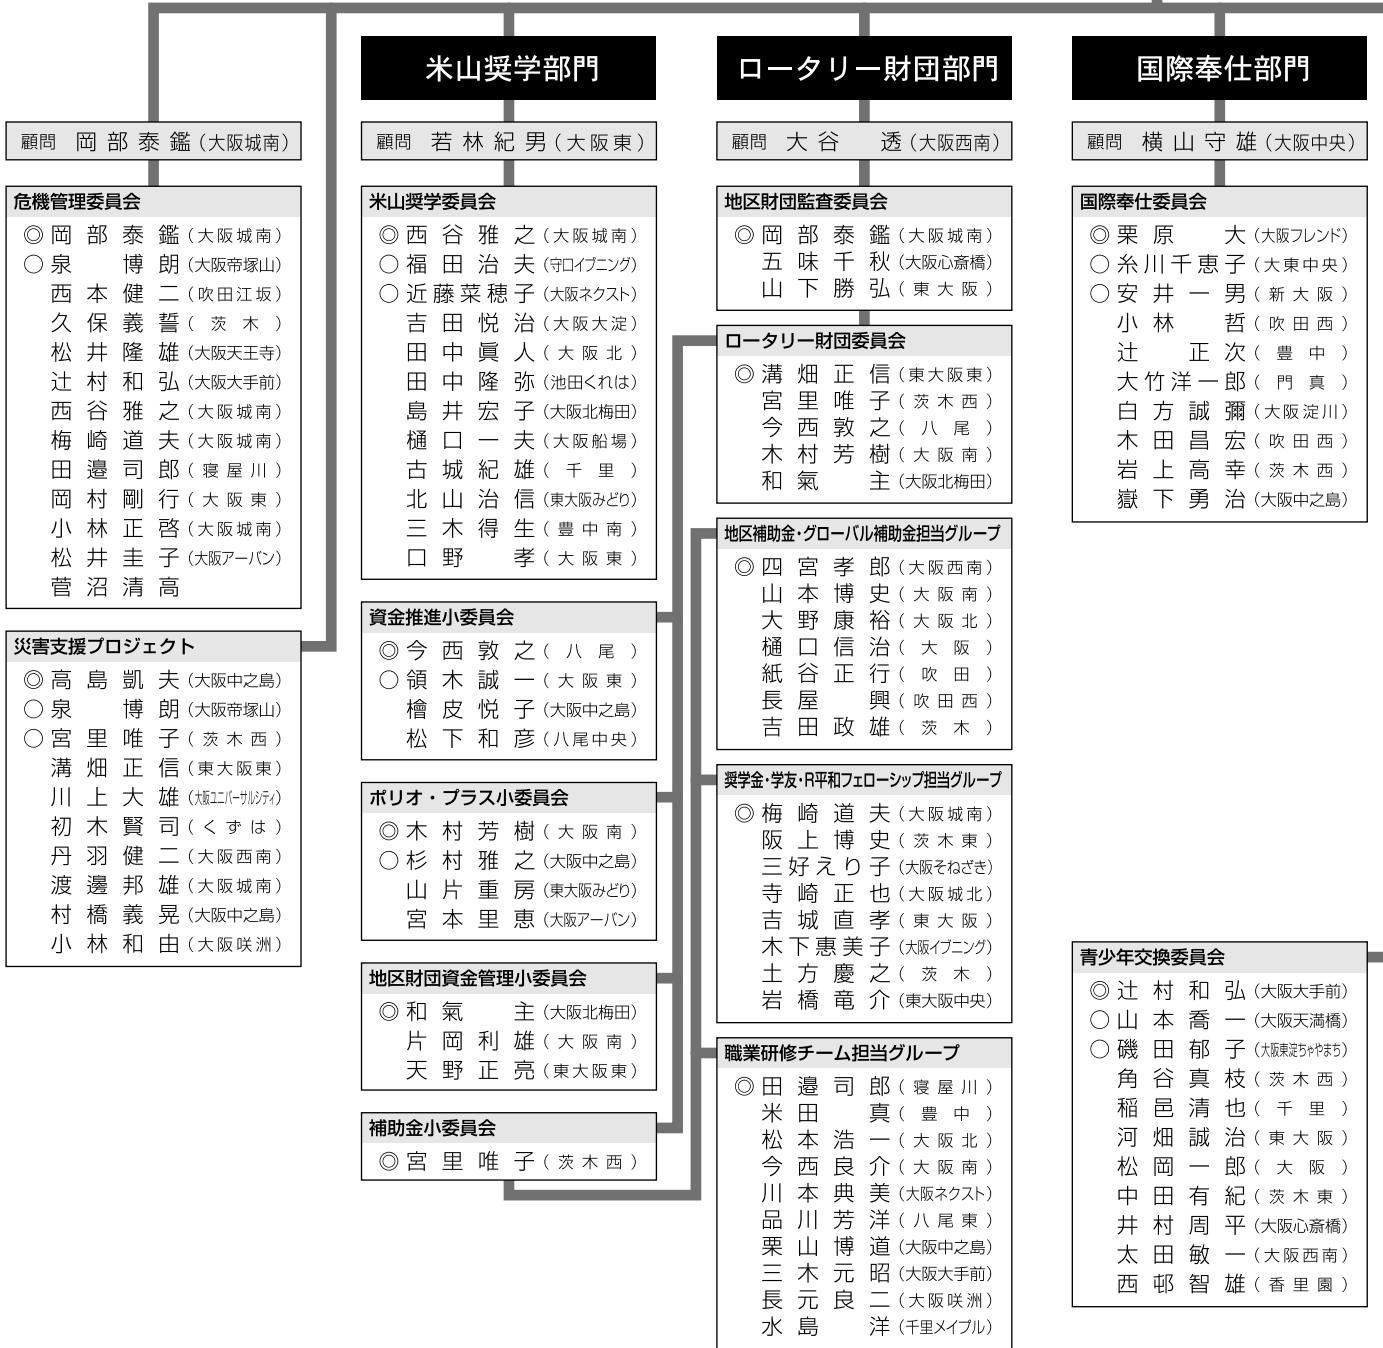 顧問 岡部泰鑑(大阪城南)
危機管理委員会
◎岡部泰鑑(大阪城南)
○泉 博朗(大阪帝塚山)
西本健二(吹田江坂)
久保義誓(茨木)
松井隆雄(大阪天王寺)
辻村和弘(大阪大手前)
西谷雅之(大阪城南)
梅崎道夫(大阪城南)
田邉司郎(寝屋川)
岡村剛行(大阪東)
小林正啓(大阪城南)
松井圭子(大阪アーバン)
菅沼清高
災害支援プロジェクト
◎高島凱夫(大阪中之島)
○泉 博朗(大阪帝塚山)
○宮里唯子(茨木西)
溝畑正信(東大阪東)
川上大雄(大阪ユニバーサルシティ)
初木賢司(くずは)
丹羽健二(大阪西南)
渡邊邦雄(大阪城南)
村橋義晃(大阪中之島)
小林和由(大阪咲洲)
米山奨学部門
顧問 若林紀男(大阪東)
米山奨学委員会
◎西谷雅之(大阪城南)
○福田治夫(守口イブニング)
○近藤菜穂子(大阪ネクスト)
吉田悦治(大阪大淀)
田中眞人(大阪北)
田中隆弥(池田くれは)
島井宏子(大阪北梅田)
樋口一夫(大阪船場)
古城紀雄(千里)
北山治信(東大阪みどり)
三木得生(豊中南)
口野 孝(大阪東)
資金推進小委員会
◎今西敦之(八尾)
○領木誠一(大阪東)
檜皮悦子(大阪中之島)
松下和彦(八尾中央)
ポリオ・プラス小委員会
◎木村芳樹(大阪南)
○杉村雅之(大阪中之島)
山片重房(東大阪みどり)
宮本里恵(大阪アーバン)
地区財団資金管理小委員会
◎和氣 主(大阪北梅田)
片岡利雄(大阪南)
天野正亮(東大阪東)
補助金小委員会
◎宮里唯子(茨木西)
ロータリー財団部門
顧問 大谷 透(大阪西南)
地区財団監査委員会
◎岡部泰鑑(大阪城南)
五味千秋(大阪心斎橋)
山下勝弘(東大阪)
ロータリー財団委員会
◎溝畑正信(東大阪東)
宮里唯子(茨木西)
今西敦之(八尾)
木村芳樹(大阪南)
和氣 主(大阪北梅田)
地区補助金・グローバル補助金担当グループ
◎四宮孝郎(大阪西南)
山本博史(大阪南)
大野康裕(大阪北)
樋口信治(大阪)
紙谷正行(吹田)
長屋 興(吹田西)
吉田政雄(茨木)
奨学金・学友・R平和フェローシップ担当グループ
◎梅崎道夫(大阪城南)
阪上博史(茨木東)
三好えり子(大阪そねざき)
寺崎正也(大阪城北)
吉城直孝(東大阪)
木下惠美子(大阪イブニング)
土方慶之(茨木)
岩橋竜介(東大阪中央)
職業研修チーム担当グループ
◎田邉司郎(寝屋川)
米田 真(豊中)
松本浩一(大阪北)
今西良介(大阪南)
川本典美(大阪ネクスト)
品川芳洋(八尾東)
栗山博道(大阪中之島)
三木元昭(大阪大手前)
長元良二(大阪咲洲)
水島 洋(千里メイプル)
国際奉仕部門
顧問 横山守雄(大阪中央)
国際奉仕委員会
◎栗原 大(大阪フレンド)
○糸川千恵子(大東中央)
○安井一男(新大阪)
小林 哲(吹田西)
辻 正次(豊中)
大竹洋一郎(門真)
白方誠彌(大阪淀川)
木田昌宏(吹田西)
岩上高幸(茨木西)
嶽下勇治(大阪中之島)
青少年交換委員会
◎辻村和弘(大阪大手前)
○山本喬一(大阪天満橋)
○磯田郁子(大阪東淀ちゃやまち)
角谷真枝(茨木西)
稲邑清也(千里)
河畑誠治(東大阪)
松岡一郎(大阪)
中田有紀(茨木東)
井村周平(大阪心斎橋)
太田敏一(大阪西南)
西邨智雄(香里園)